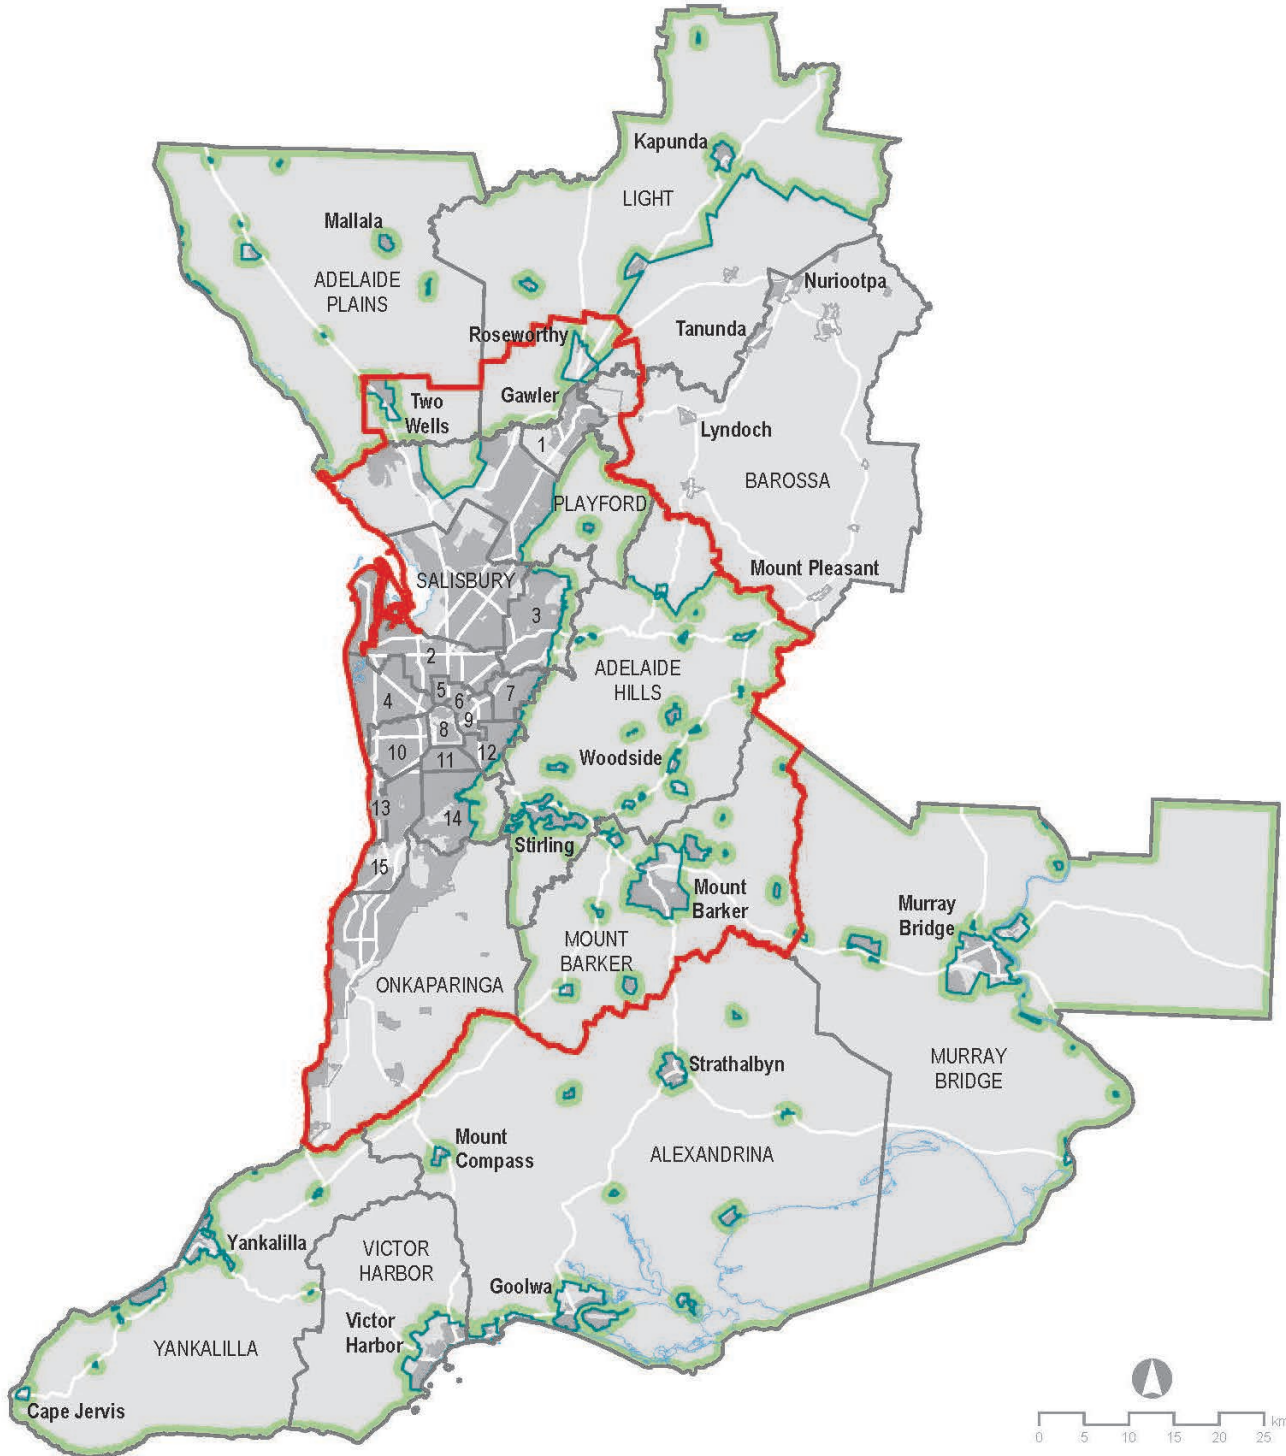 Kapunda
LIGHT
Mallala
ADELAIDE
PLAINS
Nuriootpa
Tanunda
Roseworthy
Gawler
Two
Wells
Lyndoch
1
BAROSSA
PLAYFORD
Mount Pleasant
SALISBURY
3
2
ADELAIDE
HILLS
5
4
6
7
9
8
10
11
12
Woodside
13
14
Stirling
15
Mount
Barker
Murray
Bridge
MOUNT
BARKER
ONKAPARINGA
Strathalbyn
MURRAY
BRIDGE
Mount
Compass
ALEXANDRINA
Yankalilla
VICTOR
HARBOR
Goolwa
Victor
Harbor
YANKALILLA
Cape Jervis
0 5 10 15 20 25 km